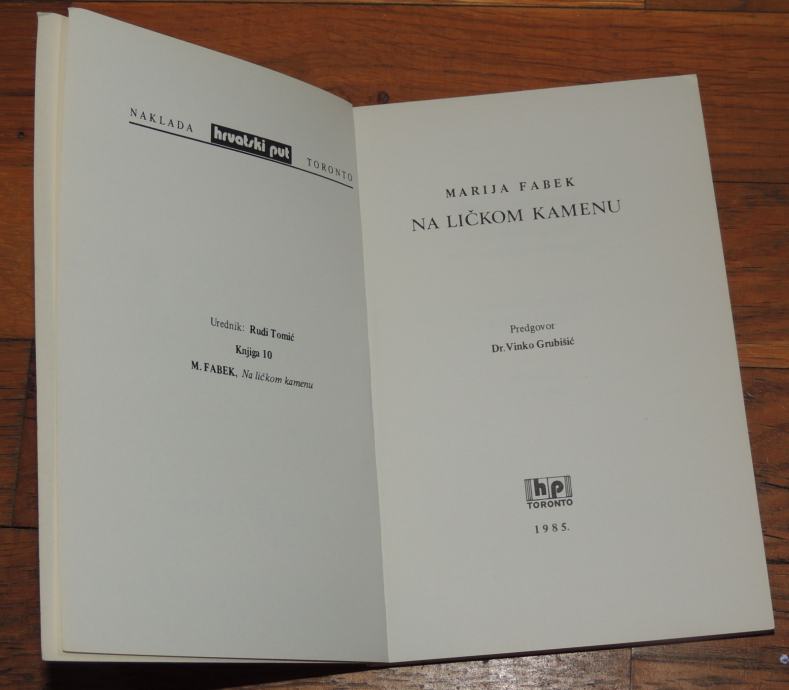 NAKLADA hrvatski put TORONTO
Urednik: Rudi Tomić
Knjiga 10
M. FABEK, Na ličkom kamenu
MARIJA FABEK
NA LIČKOM KAMENU
Predgovor
Dr. Vinko Grubišić
hp
TORONTO
1985.